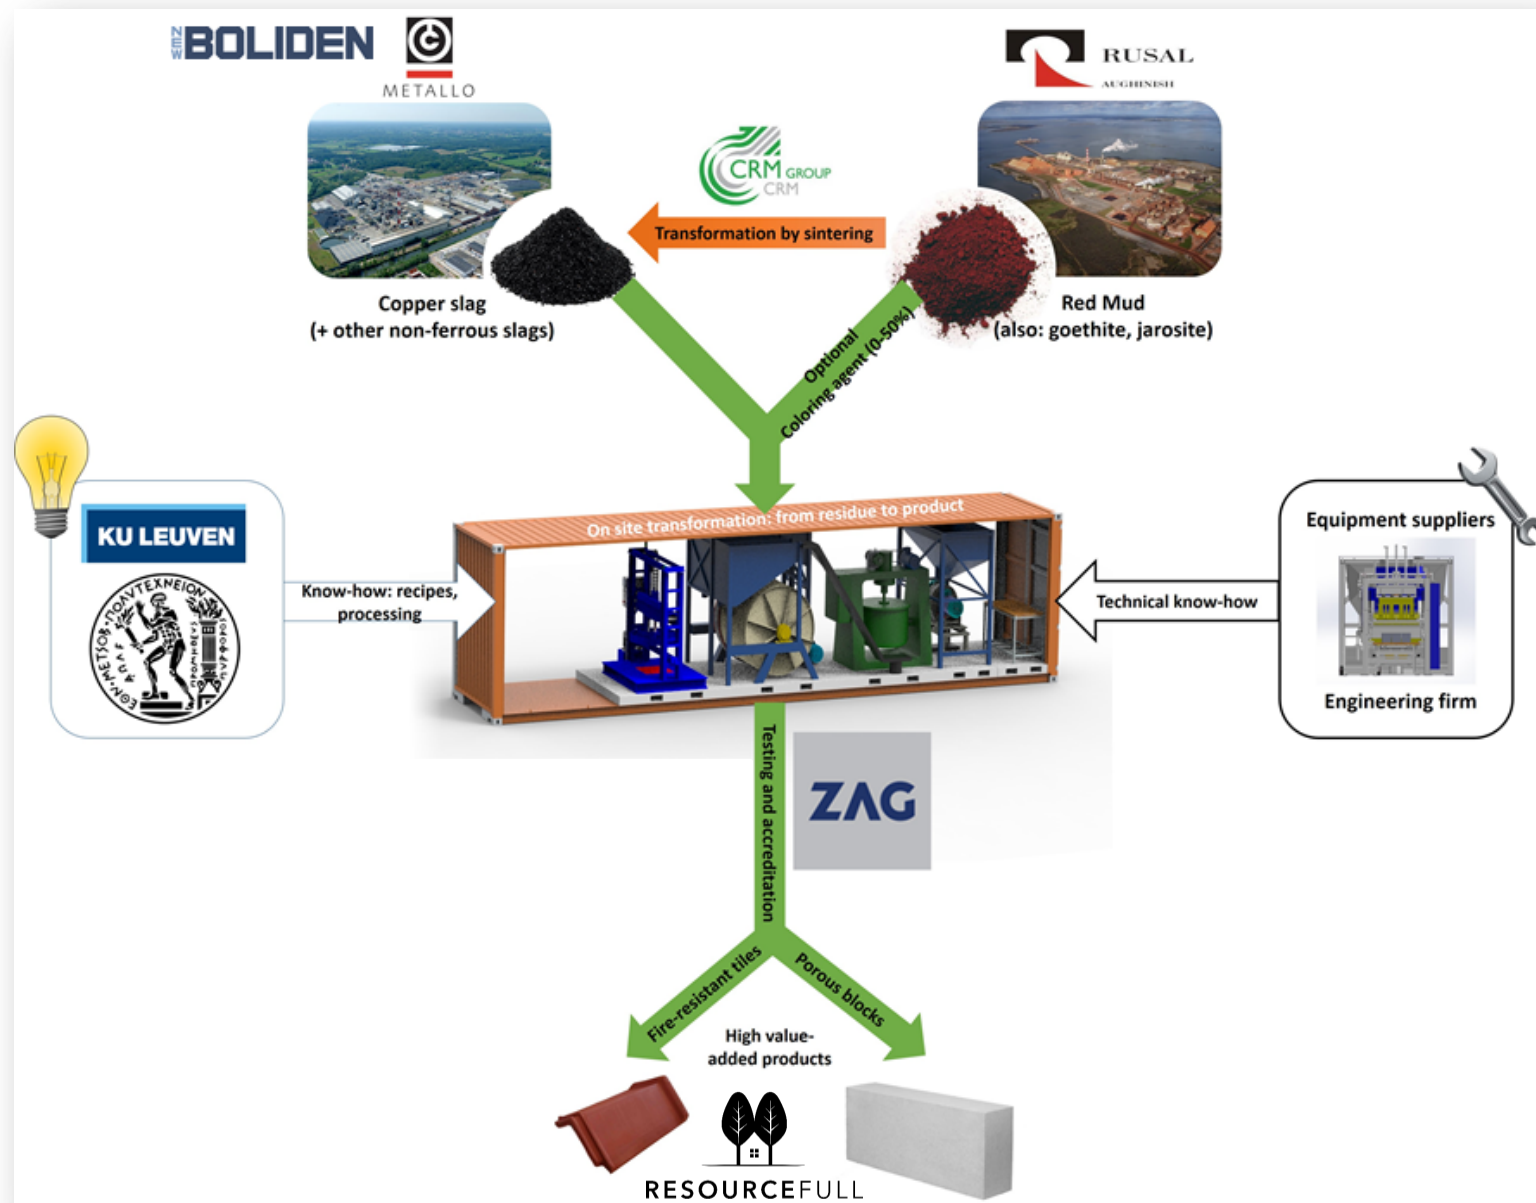 NEW BOLIDEN
METALLO
RUSAL
AUGHINISH
CRM GROUP
CRM
Transformation by sintering
Copper slag
(+ other non-ferrous slags)
Red Mud
(also: goethite, jarosite)
Optional
Coloring agent (0-50%)
KU LEUVEN
Know-how: recipes,
processing
On site transformation: from residue to product
Technical know-how
Equipment suppliers
Engineering firm
Testing and accreditation
ZAG
Fire-resistant tiles
Porous blocks
High value-
added products
RESOURCEFULL